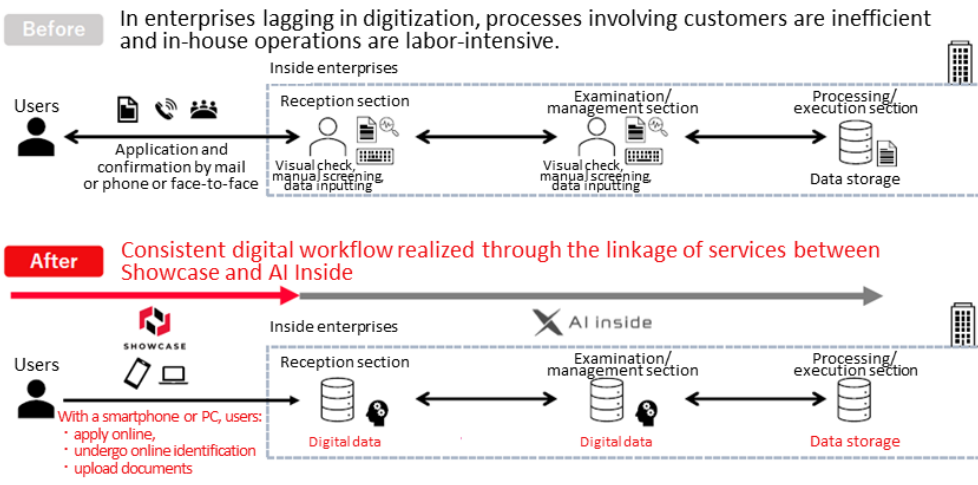 Before
In enterprises lagging in digitization, processes involving customers are inefficient
and in-house operations are labor-intensive.
Inside enterprises
Users
Reception section
Examination/
management section
Processing/
execution section
Application and
confirmation by mail
or phone or face-to-face
Visual check,
manual screening,
data inputting
Visual check,
manual screening,
data inputting
Data storage
After
Consistent digital workflow realized through the linkage of services between
Showcase and AI Inside
SHOWCASE
Inside enterprises
AI inside
Users
Reception section
Examination/
management section
Processing/
execution section
With a smartphone or PC, users:
・apply online,
・undergo online identification
・upload documents
Digital data
Digital data
Data storage